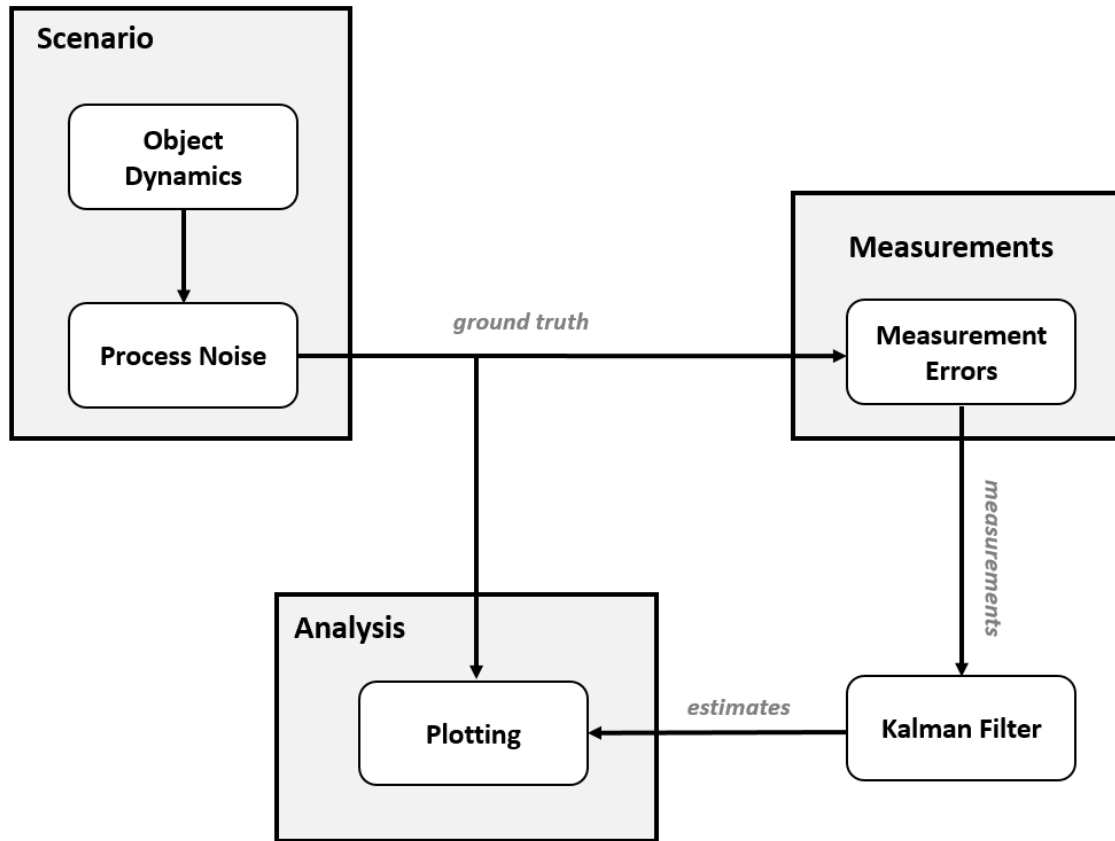 Scenario
Object
Dynamics
Process Noise
ground truth
Measurements
Measurement
Errors
measurements
Analysis
Plotting
estimates
Kalman Filter